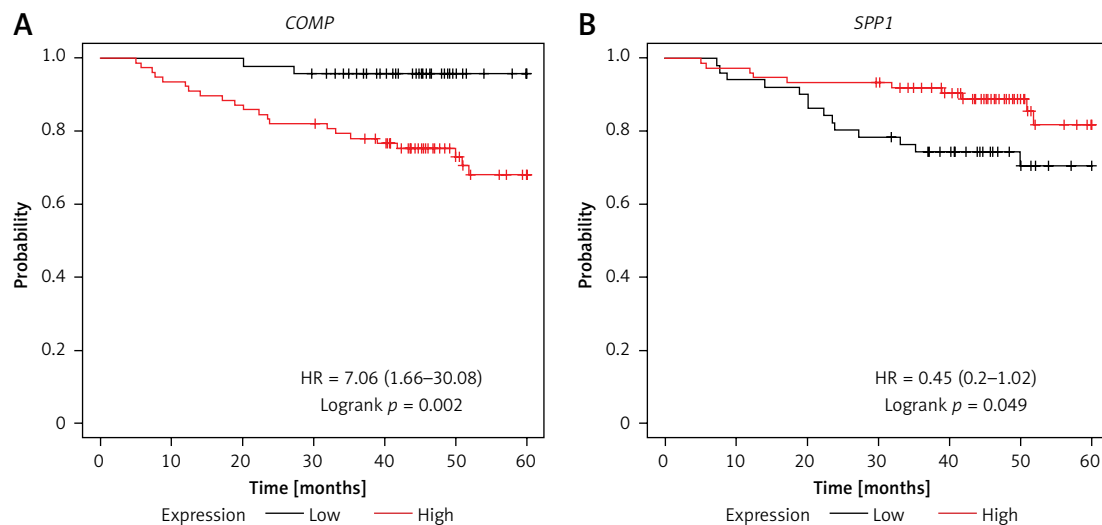 A
COMP
Probability
1.0
0.8
0.6
0.4
0.2
0
HR = 7.06 (1.66–30.08)
Logrank p = 0.002
0 10 20 30 40 50 60
Time [months]
Expression Low High
B
SPP1
Probability
1.0
0.8
0.6
0.4
0.2
0
HR = 0.45 (0.2–1.02)
Logrank p = 0.049
0 10 20 30 40 50 60
Time [months]
Expression Low High